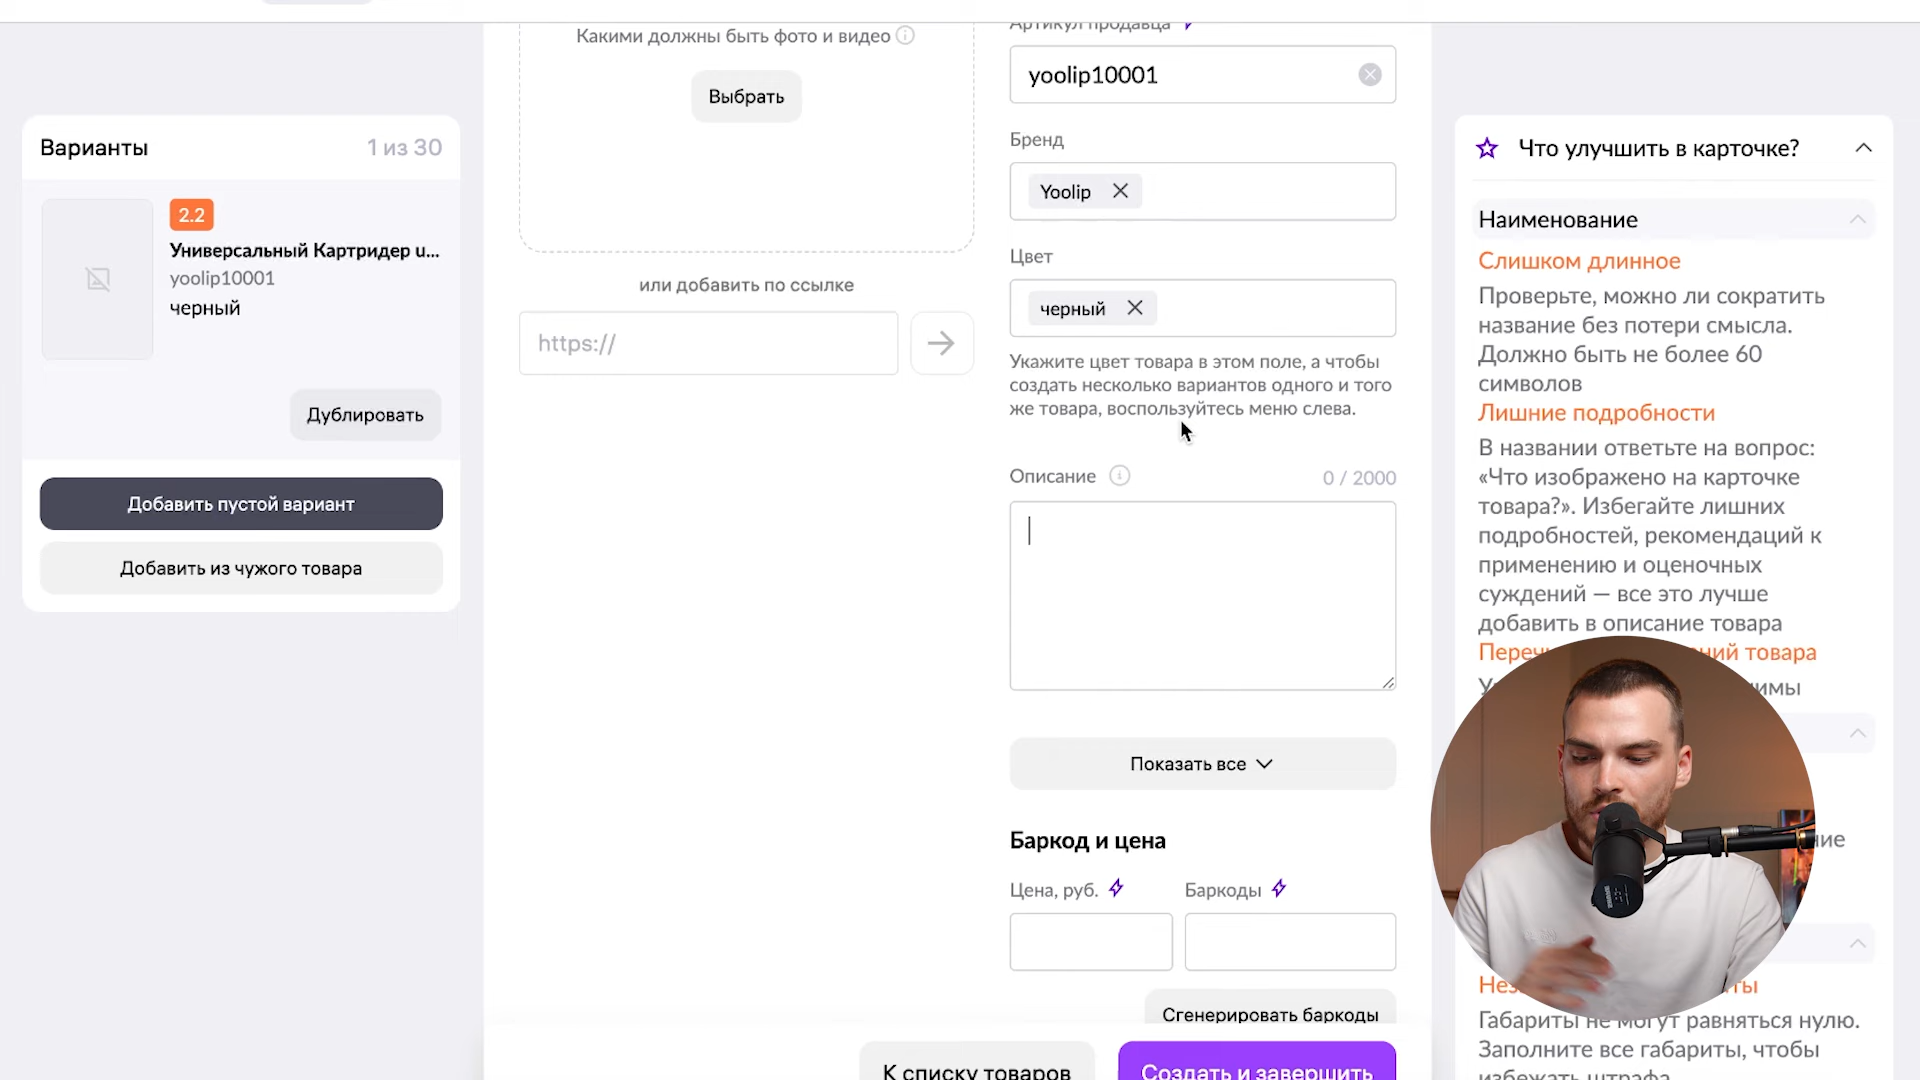 Варианты
1 из 30
2.2
Универсальный Картридер u...
yoolip10001
черный
Дублировать
Добавить пустой вариант
Добавить из чужого товара
Какими должны быть фото и видео
Выбрать
или добавить по ссылке
https://
Артикул продавца
yoolip10001
Бренд
Yoolip
Цвет
черный
Укажите цвет товара в этом поле, а чтобы
создать несколько вариантов одного и того
же товара, воспользуйтесь меню слева.
Описание
0 / 2000
Показать все
Баркод и цена
Цена, руб.
Баркоды
Сгенерировать баркоды
К списку товаров
Создать и завершить
Что улучшить в карточке?
Наименование
Слишком длинное
Проверьте, можно ли сократить
название без потери смысла.
Должно быть не более 60
символов
Лишние подробности
В названии ответьте на вопрос:
«Что изображено на карточке
товара?». Избегайте лишних
подробностей, рекомендаций к
применению и оценочных
суждений — все это лучше
добавить в описание товара
товара
Габариты не могут равняться нулю.
Заполните все габариты, чтобы
избежать штрафа